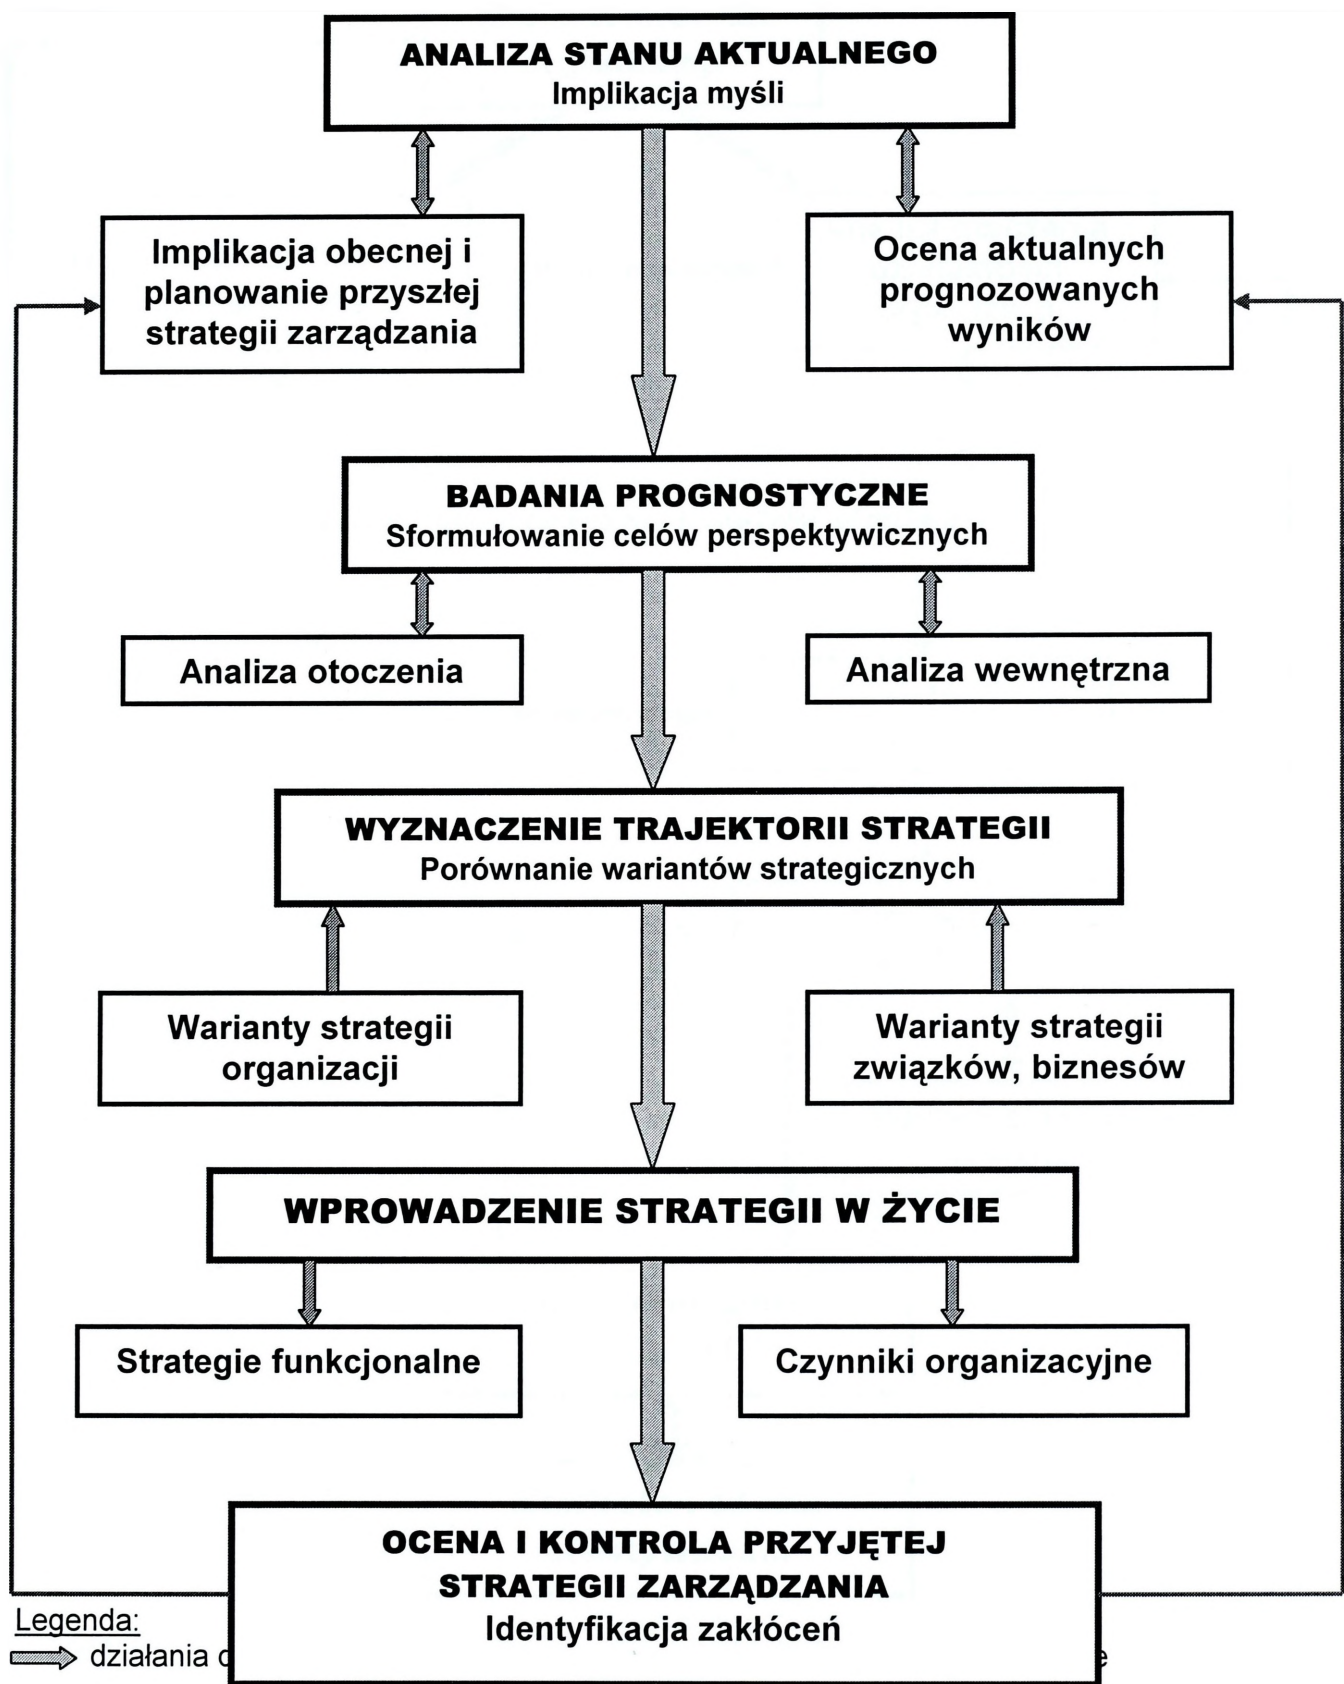 ANALIZA STANU AKTUALNEGO
Implikacja myśli
Implikacja obecnej i
planowanie przyszłej
strategii zarządzania
Ocena aktualnych
prognozowanych
wyników
BADANIA PROGNOSTYCZNE
Sformułowanie celów perspektywicznych
Analiza otoczenia
Analiza wewnętrzna
WYZNACZENIE TRAJEKTORII STRATEGII
Porównanie wariantów strategicznych
Warianty strategii
organizacji
Warianty strategii
związków, biznesów
WPROWADZENIE STRATEGII W ŻYCIE
Strategie funkcjonalne
Czynniki organizacyjne
OCENA I KONTROLA PRZYJĘTEJ
STRATEGII ZARZĄDZANIA
Identyfikacja zakłóceń
Legenda:
działania